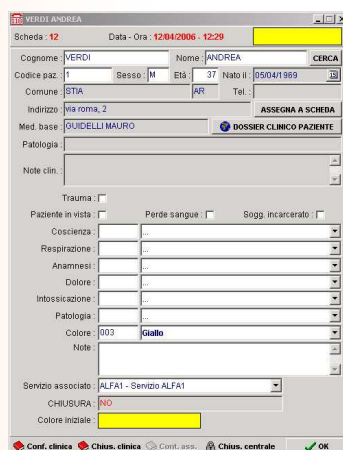 VERDI ANDREA
Scheda : 12 Data - Ora : 12/04/2006 - 12:29
Cognome : VERDI Nome : ANDREA CERCA
Codice paz. : 1 Sesso : M Età : 37 Nato il : 05/04/1969
Comune : STIA AR Tel. :
Indirizzo : via roma, 2 ASSEGNA A SCHEDA
Med. base : GUIDELLI MAURO DOSSIER CLINICO PAZIENTE
Patologia :
Note clin. :
Trauma :
Paziente in vista : Perde sangue : Sogg. incarcerato :
Coscienza : ...
Respirazione : ...
Anamnesi : ...
Dolore : ...
Intossicazione : ...
Patologia : ...
Colore : 003 Giallo
Note :
Servizio associato : ALFA1 - Servizio ALFA1
CHIUSURA : NO
Colore iniziale :
Conf. clinica Chius. clinica Cont. ass. Chius. centrale OK